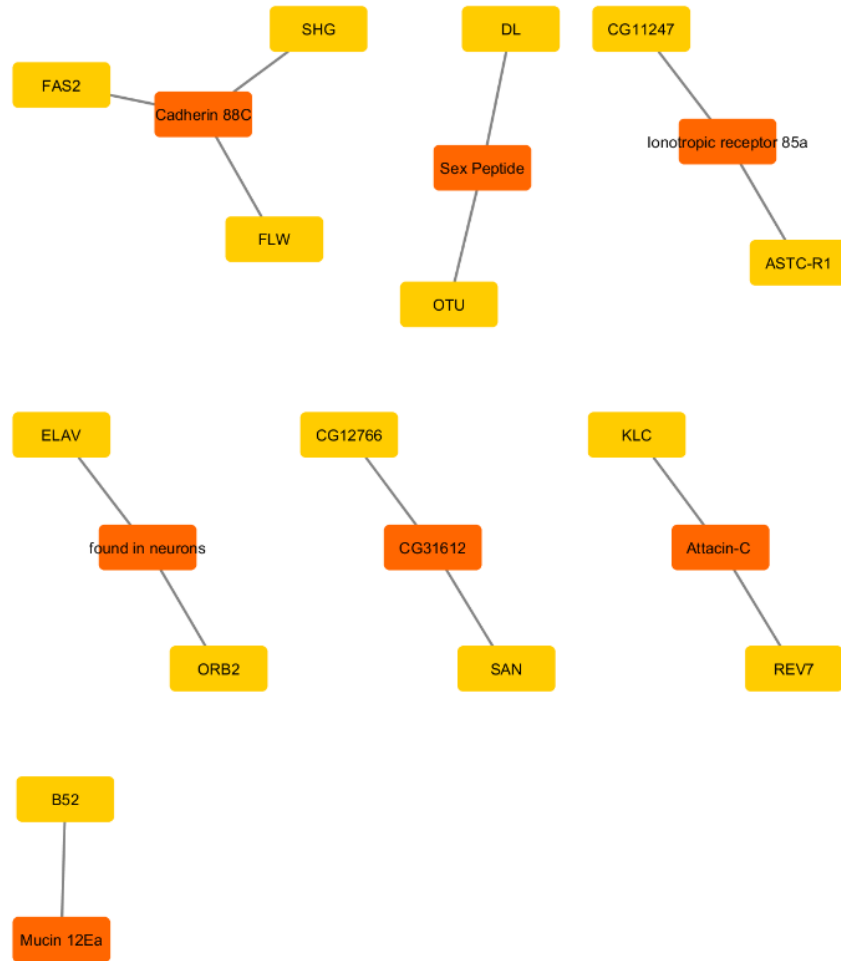 SHG
DL
CG11247
FAS2
Cadherin 88C
Ionotropic receptor 85a
Sex Peptide
FLW
ASTC-R1
OTU
ELAV
CG12766
KLC
found in neurons
CG31612
Attacin-C
ORB2
SAN
REV7
B52
Mucin 12Ea